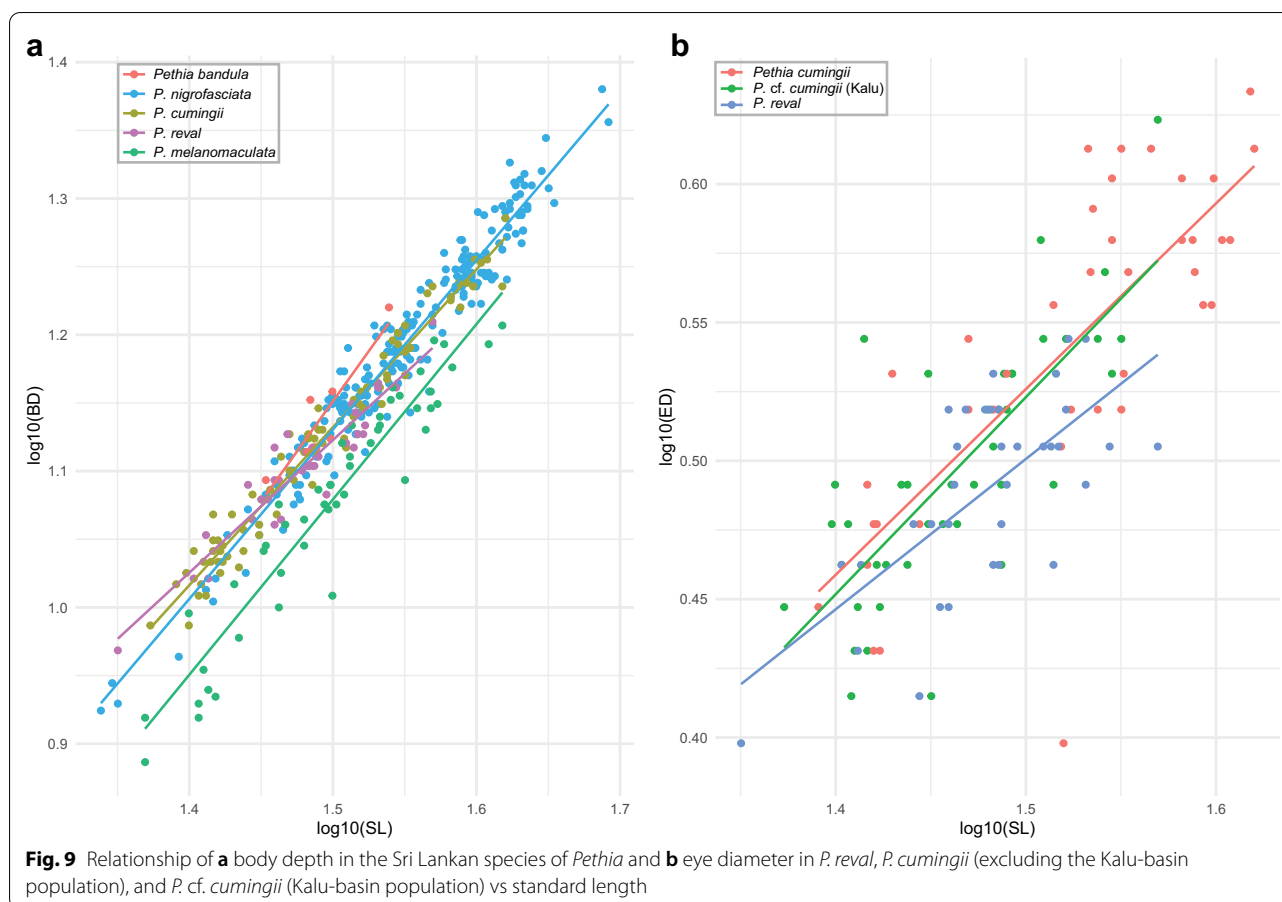 a
Pethia bandula
P. nigrofasciata
P. cumingii
P. reval
P. melanomaculata
1.4
1.3
1.2
1.1
1.0
0.9
log10(BD)
1.4
1.5
1.6
1.7
log10(SL)
b
Pethia cumingii
P. cf. cumingii (Kalu)
P. reval
0.60
0.55
0.50
0.45
0.40
log10(ED)
1.4
1.5
1.6
log10(SL)
Fig. 9 Relationship of a body depth in the Sri Lankan species of Pethia and b eye diameter in P. reval, P. cumingii (excluding the Kalu-basin
population), and P. cf. cumingii (Kalu-basin population) vs standard length